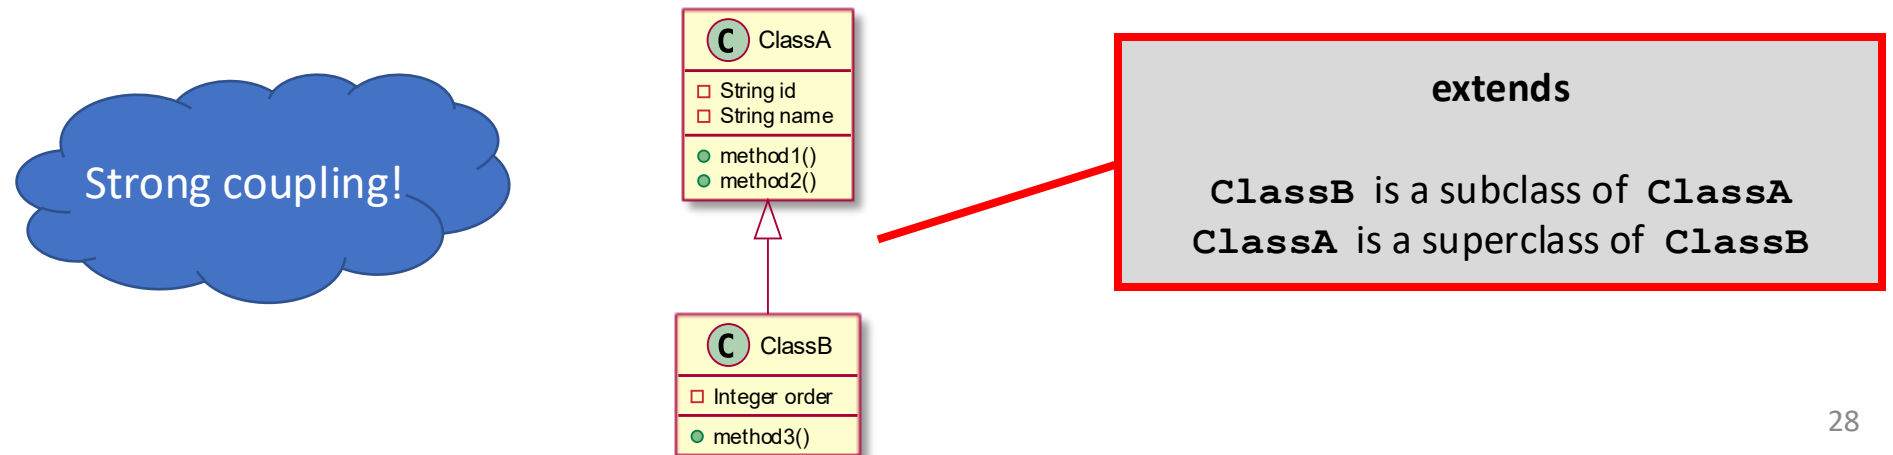 Strong coupling!
C ClassA
String id
String name
method1()
method2()
C ClassB
Integer order
method3()
extends
ClassB is a subclass of ClassA
ClassA is a superclass of ClassB
28